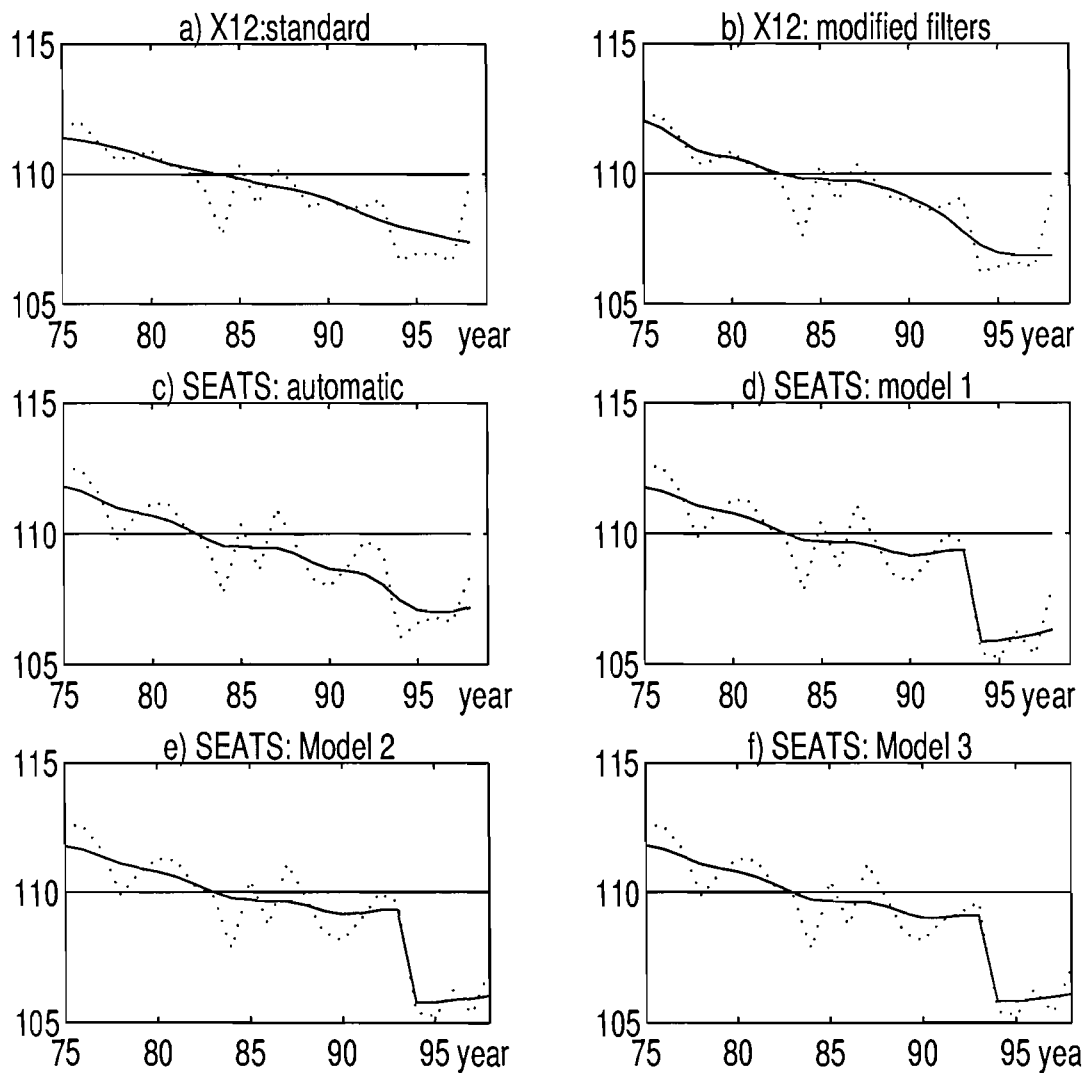 a) X12:standard
115
110
105
75 80 85 90 95 year
b) X12: modified filters
115
110
105
75 80 85 90 95 year
c) SEATS: automatic
115
110
105
75 80 85 90 95 year
d) SEATS: model 1
115
110
105
75 80 85 90 95 year
e) SEATS: Model 2
115
110
105
75 80 85 90 95 year
f) SEATS: Model 3
115
110
105
75 80 85 90 95 yea